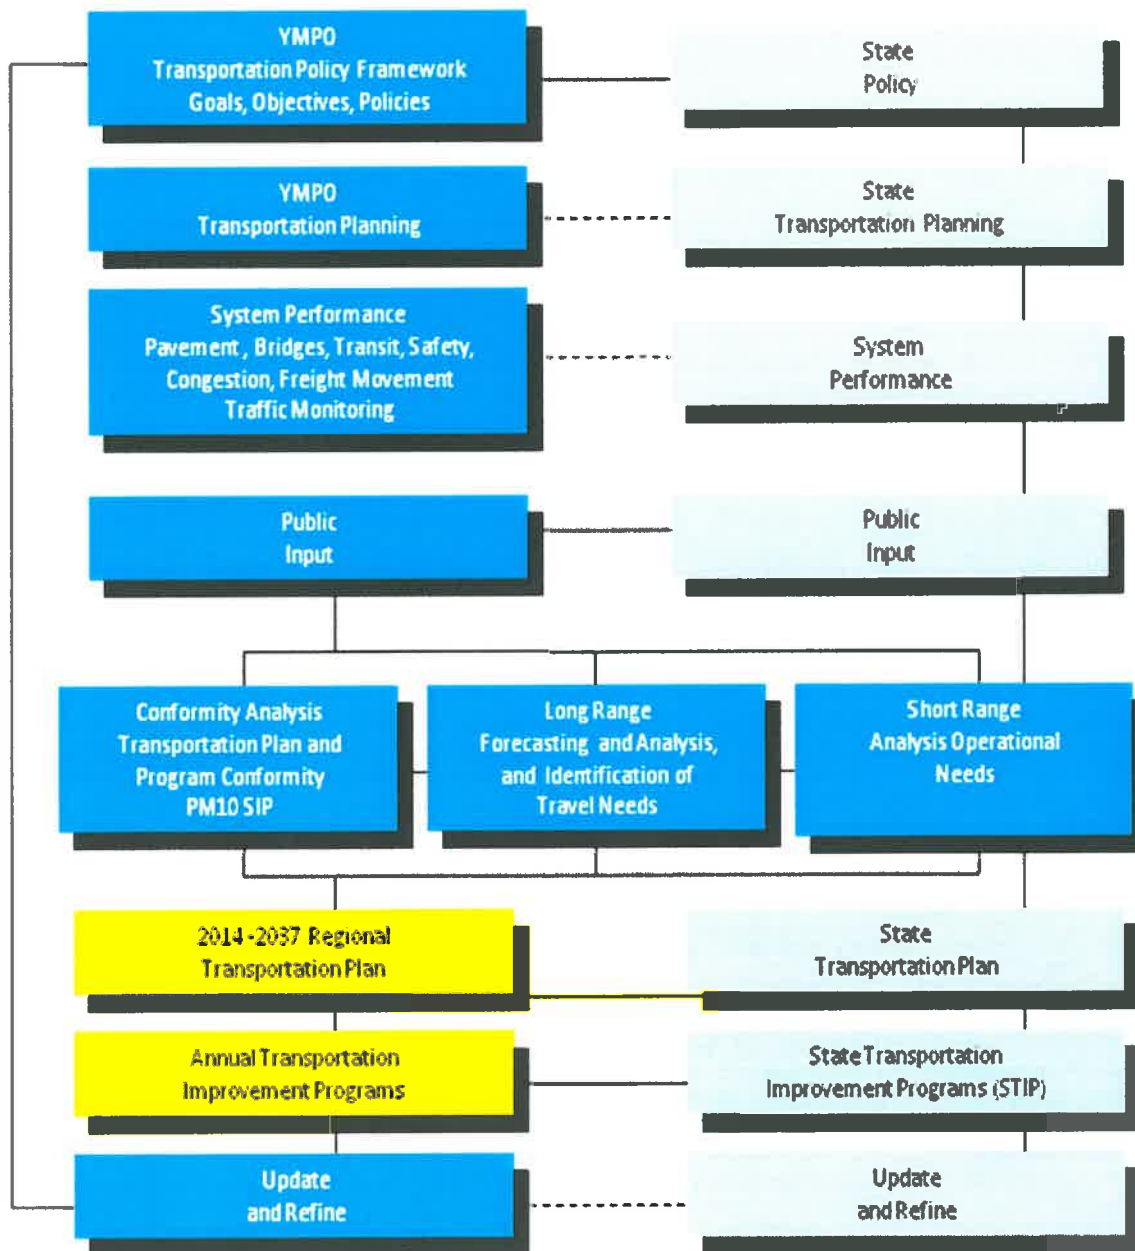 YMPO
Transportation Policy Framework
Goals, Objectives, Policies
State
Policy
YMPO
Transportation Planning
State
Transportation Planning
System Performance
Pavement, Bridges, Transit, Safety,
Congestion, Freight Movement
Traffic Monitoring
System
Performance
Public
Input
Public
Input
Conformity Analysis
Transportation Plan and
Program Conformity
PM10 SIP
Long Range
Forecasting and Analysis,
and Identification of
Travel Needs
Short Range
Analysis Operational
Needs
2014-2037 Regional
Transportation Plan
State
Transportation Plan
Annual Transportation
Improvement Programs
State Transportation
Improvement Programs (STIP)
Update
and Refine
Update
and Refine